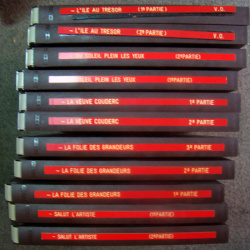 - L'ILE AU TRESOR (1ª PARTIE) V.O.
- L'ILE AU TRESOR (2ª PARTIE) V.O.
SOLEIL PLEIN LES YEUX (2ªPARTIE)
SOLEIL PLEIN LES YEUX (1ªPARTIE)
- LA VEUVE COUDERC 1ª PARTIE
- LA VEUVE COUDERC 2ª PARTIE
- LA FOLIE DES GRANDEURS 3ª PARTIE
- LA FOLIE DES GRANDEURS 2ª PARTIE
- LA FOLIE DES GRANDEURS 1ª PARTIE
- SALUT L'ARTISTE (1ªPARTIE)
- SALUT L'ARTISTE (2ªPARTIE)